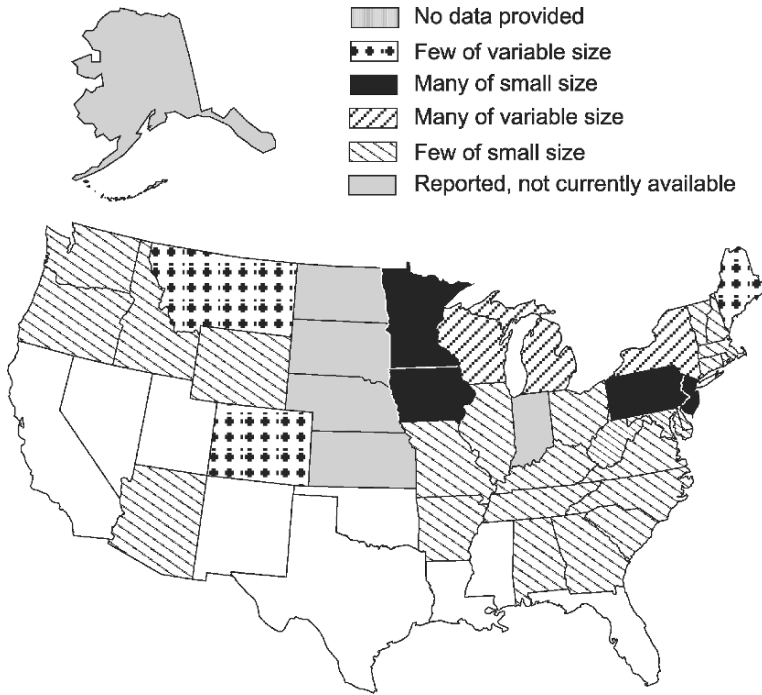 No data provided
Few of variable size
Many of small size
Many of variable size
Few of small size
Reported, not currently available